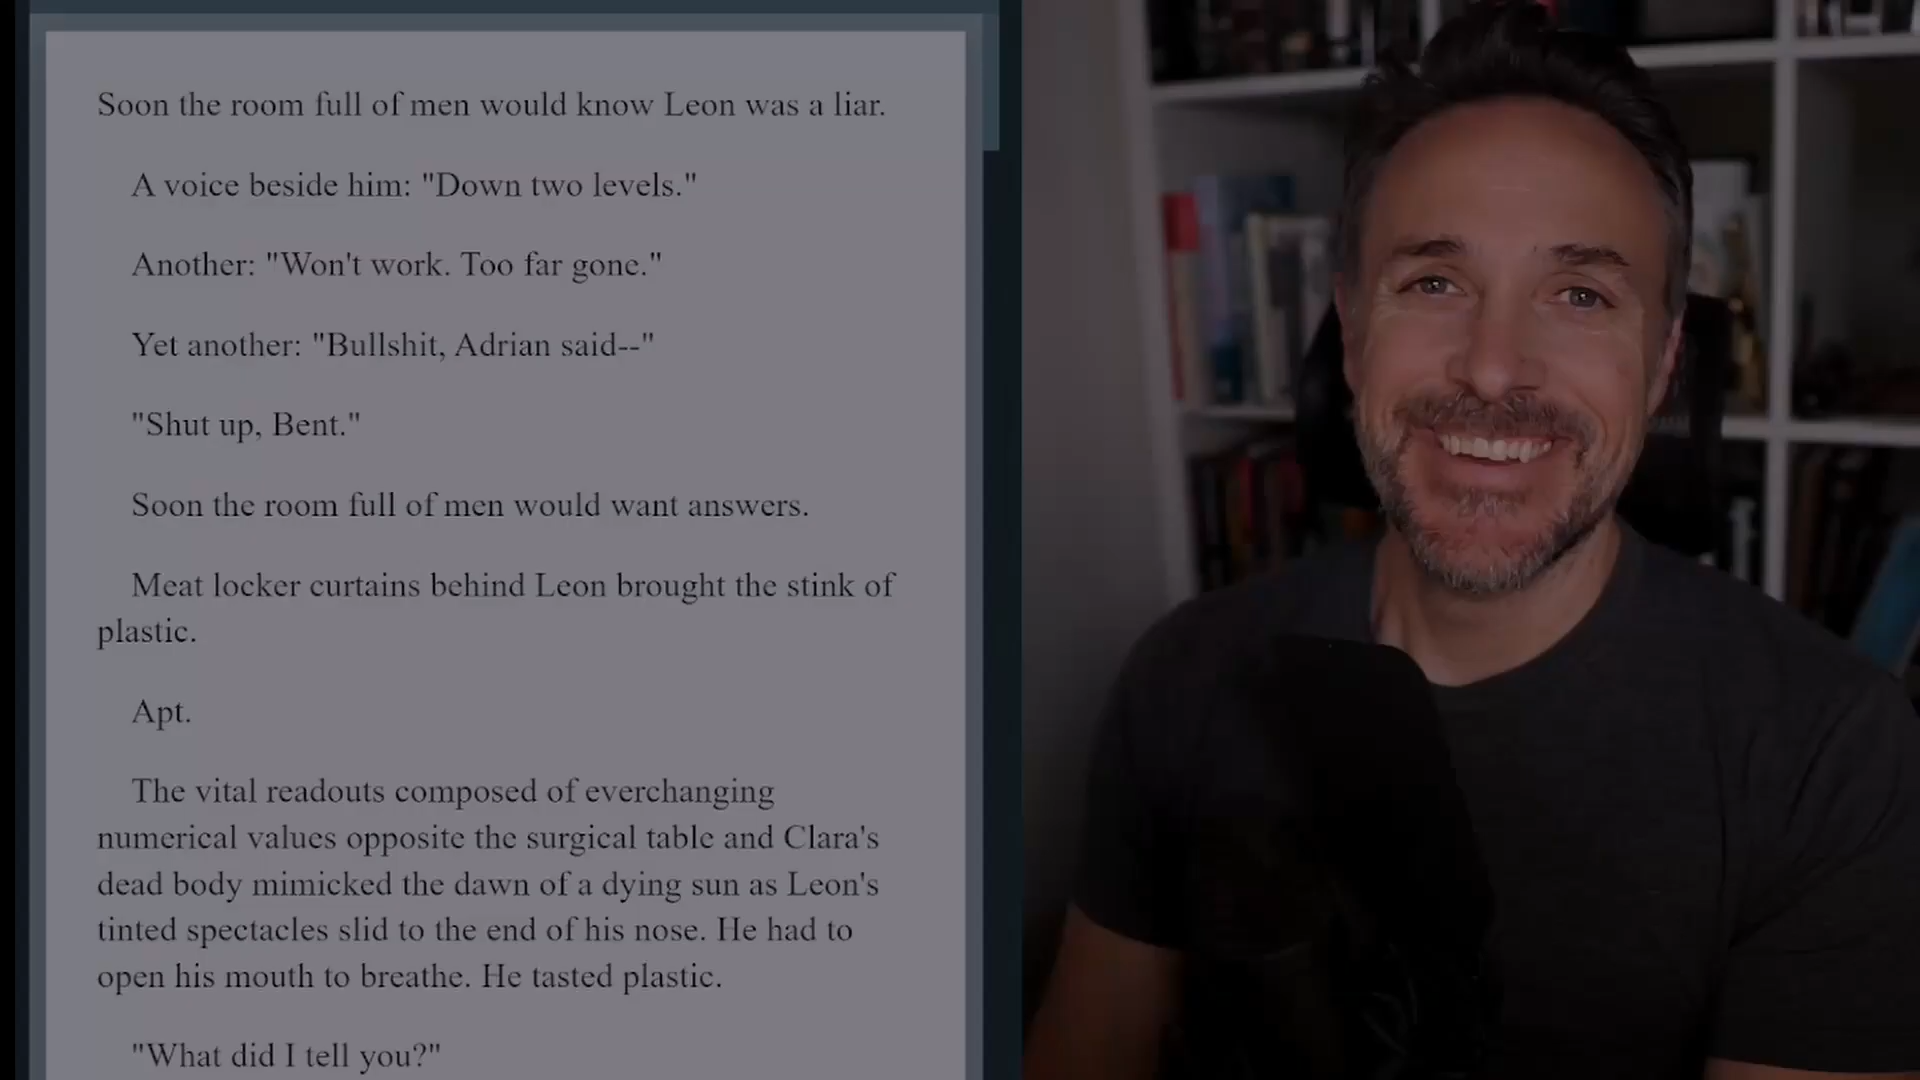 Soon the room full of men would know Leon was a liar.
A voice beside him: "Down two levels."
Another: "Won't work. Too far gone."
Yet another: "Bullshit, Adrian said--"
"Shut up, Bent."
Soon the room full of men would want answers.
Meat locker curtains behind Leon brought the stink of
plastic.
Apt.
The vital readouts composed of everchanging
numerical values opposite the surgical table and Clara's
dead body mimicked the dawn of a dying sun as Leon's
tinted spectacles slid to the end of his nose. He had to
open his mouth to breathe. He tasted plastic.
"What did I tell you?"